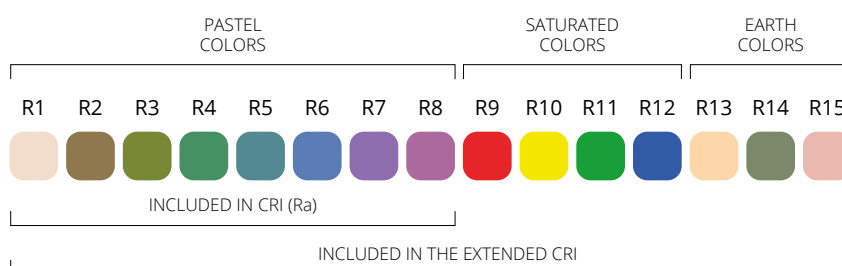 PASTEL
COLORS
SATURATED
COLORS
EARTH
COLORS
R1 R2 R3 R4 R5 R6 R7 R8 R9 R10 R11 R12 R13 R14 R15
INCLUDED IN CRI (Ra)
INCLUDED IN THE EXTENDED CRI